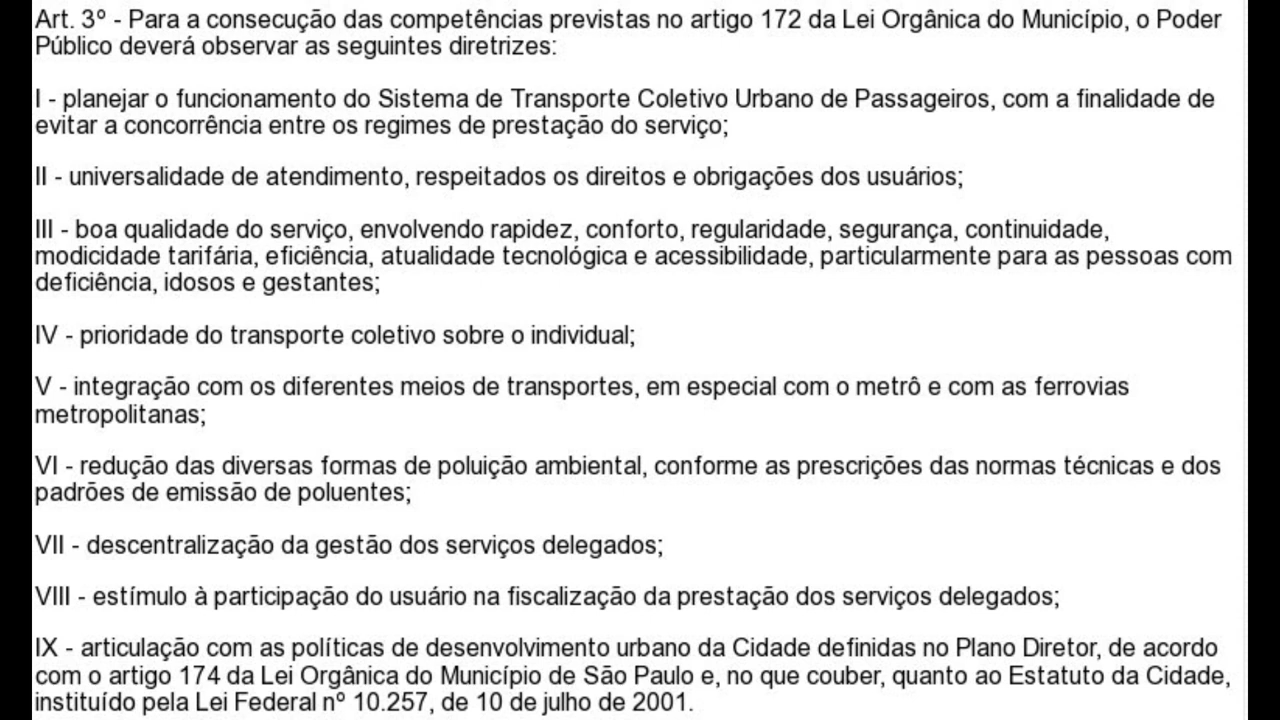 Art. 3º - Para a consecução das competências previstas no artigo 172 da Lei Orgânica do Município, o Poder
Público deverá observar as seguintes diretrizes:
I - planejar o funcionamento do Sistema de Transporte Coletivo Urbano de Passageiros, com a finalidade de
evitar a concorrência entre os regimes de prestação do serviço;
II - universalidade de atendimento, respeitados os direitos e obrigações dos usuários;
III - boa qualidade do serviço, envolvendo rapidez, conforto, regularidade, segurança, continuidade,
modicidade tarifária, eficiência, atualidade tecnológica e acessibilidade, particularmente para as pessoas com
deficiência, idosos e gestantes;
IV - prioridade do transporte coletivo sobre o individual;
V - integração com os diferentes meios de transportes, em especial com o metrô e com as ferrovias
metropolitanas;
VI - redução das diversas formas de poluição ambiental, conforme as prescrições das normas técnicas e dos
padrões de emissão de poluentes;
VII - descentralização da gestão dos serviços delegados;
VIII - estímulo à participação do usuário na fiscalização da prestação dos serviços delegados;
IX - articulação com as políticas de desenvolvimento urbano da Cidade definidas no Plano Diretor, de acordo
com o artigo 174 da Lei Orgânica do Município de São Paulo e, no que couber, quanto ao Estatuto da Cidade,
instituído pela Lei Federal nº 10.257, de 10 de julho de 2001.